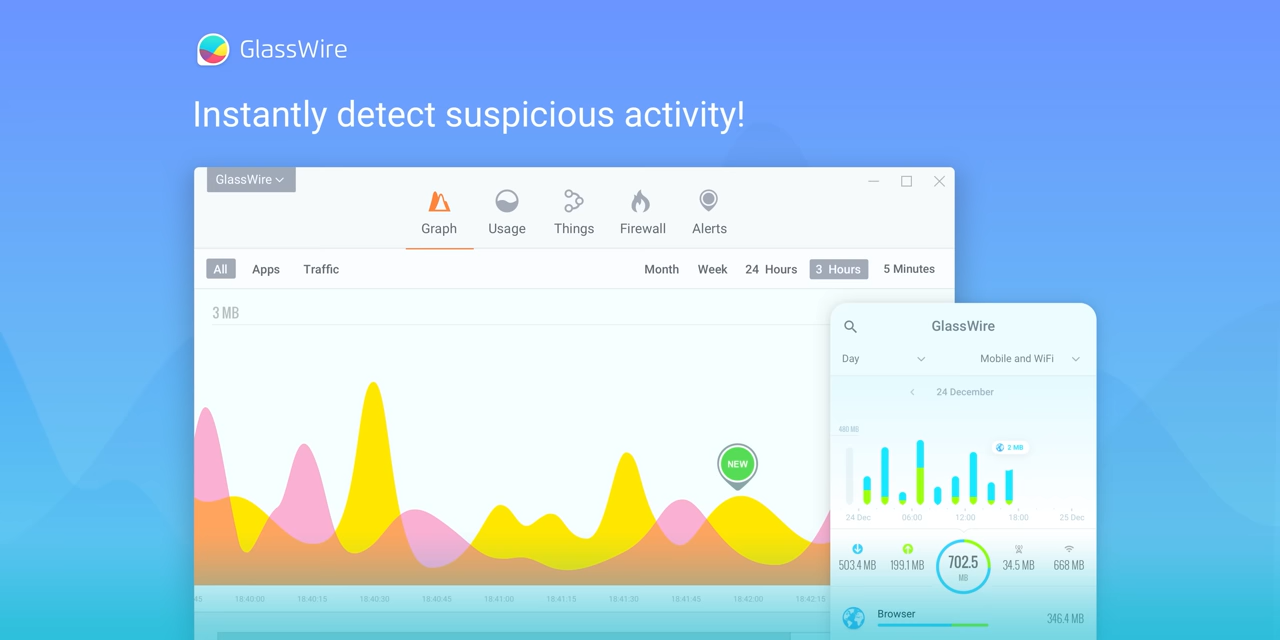 GlassWire
Instantly detect suspicious activity!
GlassWire
Graph Usage Things Firewall Alerts
All Apps Traffic Month Week 24 Hours 3 Hours 5 Minutes
3 MB
NEW
45 18:40:00 18:40:15 18:40:30 18:40:45 18:41:00 18:41:15 18:41:30 18:41:45 18:42:00 18:42:15
GlassWire
Day Mobile and WiFi
24 December
480 MB
2 MB
24 Dec 06:00 12:00 18:00 25 Dec
503.4 MB 199.1 MB 702.5 MB 34.5 MB 668 MB
Browser 346.4 MB